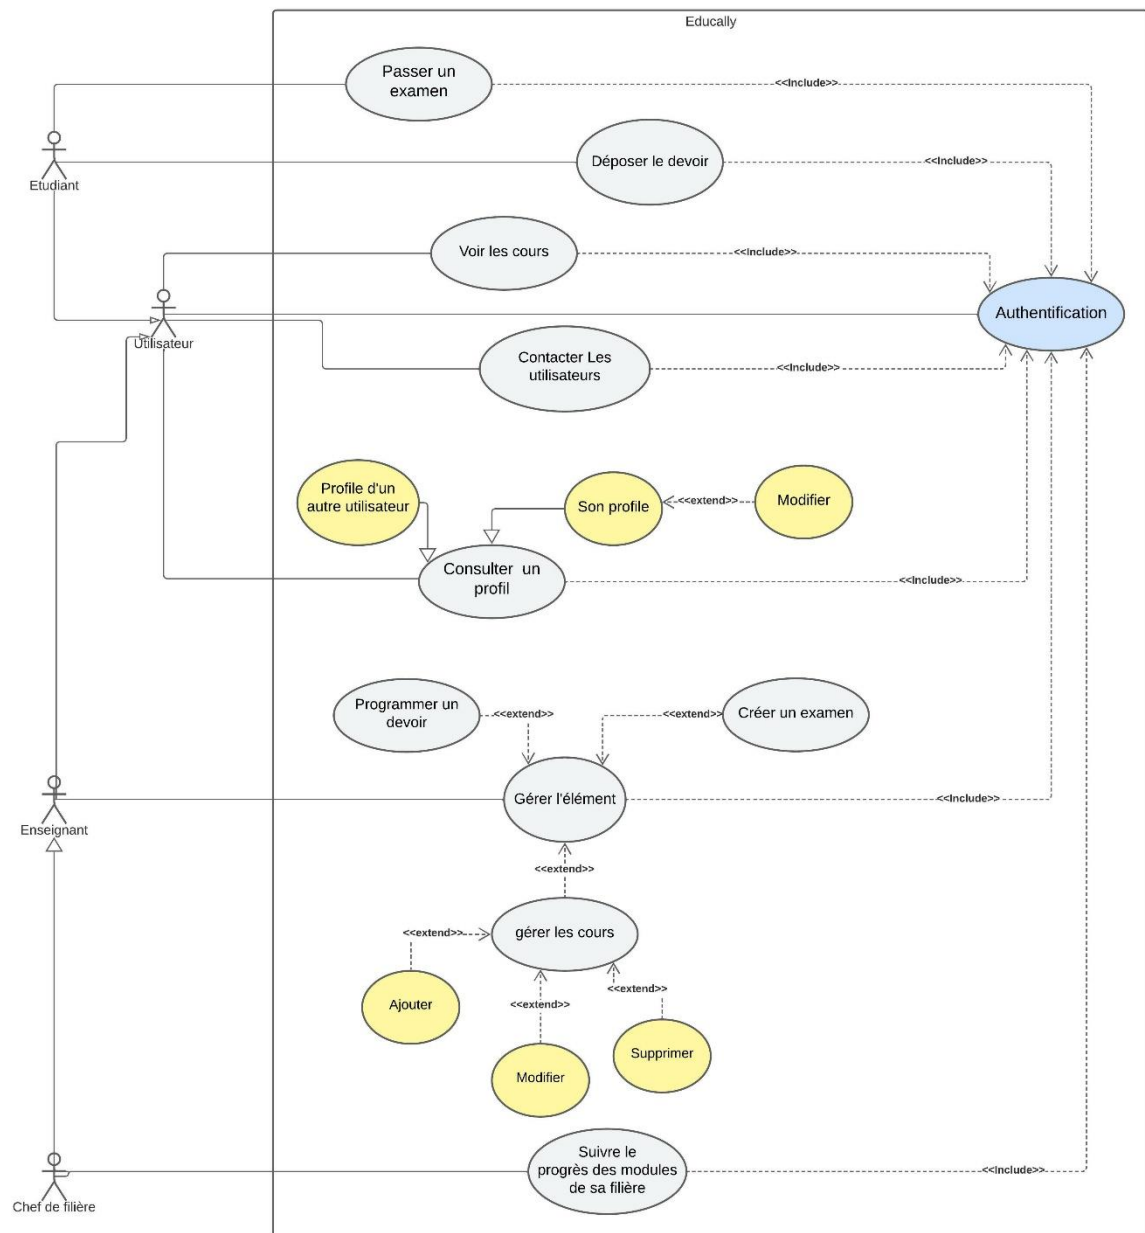 Educally
Passer un
examen
<<Include>>
Etudiant
Déposer le devoir
<<Include>>
Voir les cours
<<Include>>
Utilisateur
Authentification
Contacter Les
utilisateurs
<<Include>>
Profile d'un
autre utilisateur
Son profile
<<extend>>
Modifier
Consulter un
profil
<<Include>>
Programmer un
devoir
<<extend>>
<<extend>>
Créer un examen
Enseignant
Gérer l'élément
<<Include>>
<<extend>>
gérer les cours
<<extend>>
Ajouter
<<extend>>
Modifier
<<extend>>
Supprimer
Chef de filière
Suivre le
progrès des modules
de sa filière
<<Include>>